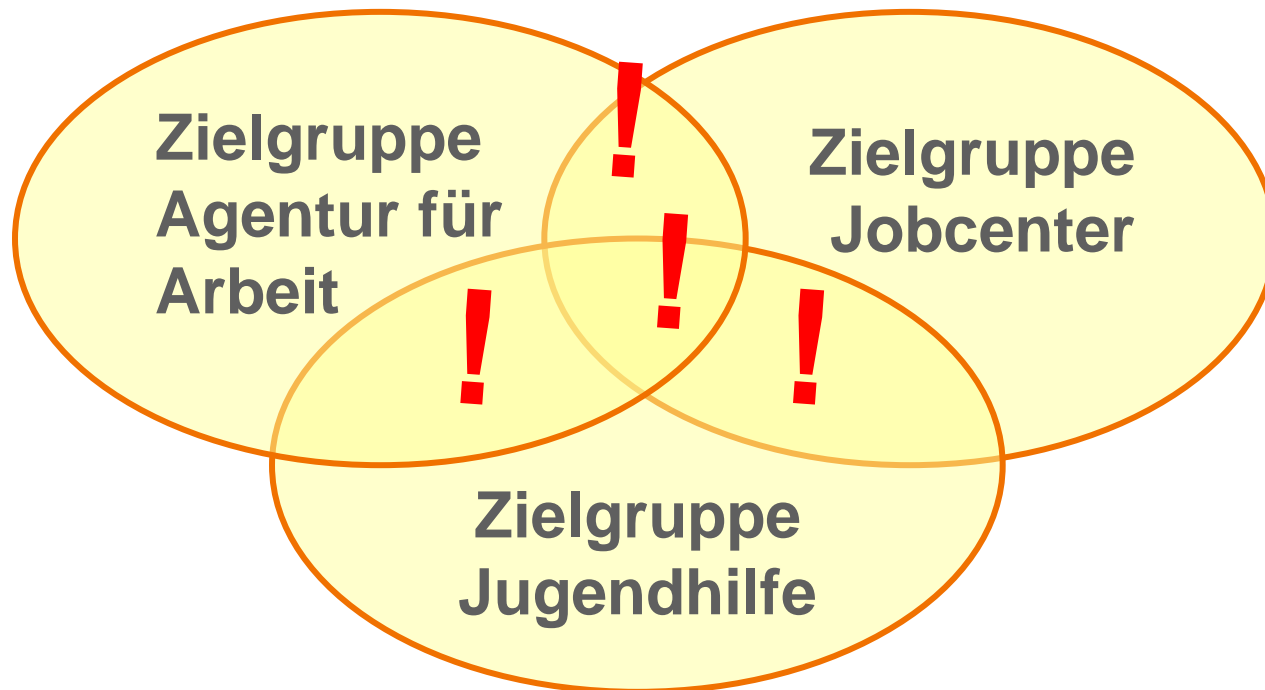 Zielgruppe
Agentur für
Arbeit
!
Zielgruppe
Jobcenter
!
!
!
Zielgruppe
Jugendhilfe